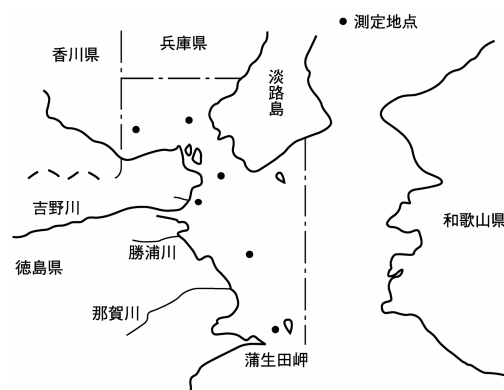 測定地点
兵庫県
香川県
淡路島
吉野川
和歌山県
勝浦川
徳島県
那賀川
蒲生田岬